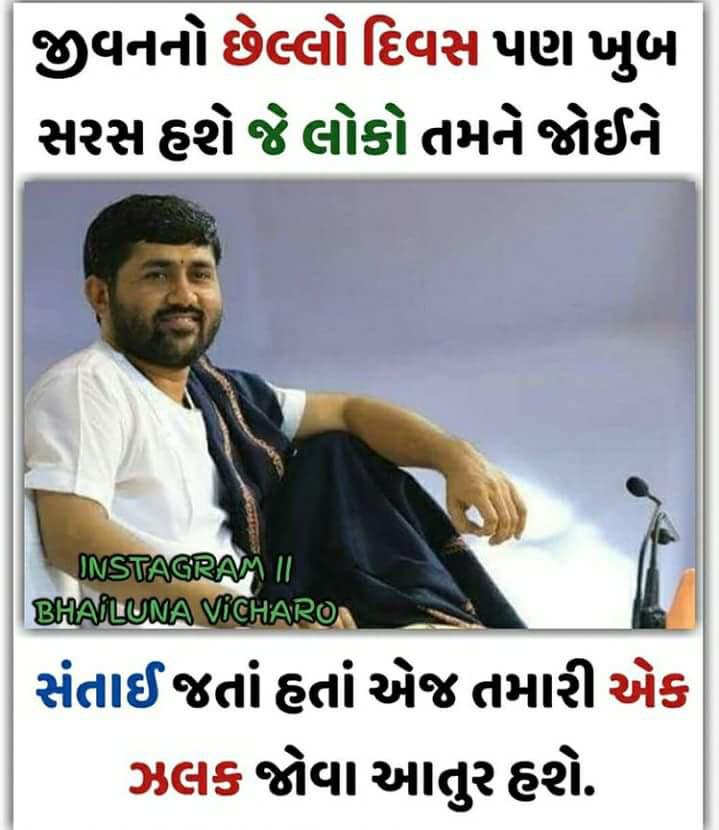 જીવનનો છેલ્લો દિવસ પણ ખુબ
સરસ હશે જે લોકો તમને જોઈને
INSTAGRAM ||
BHAiLUNA ViCHARO
સંતાઈ જતાં હતાં એજ તમારી એક
ઝલક જોવા આતુર હશે.